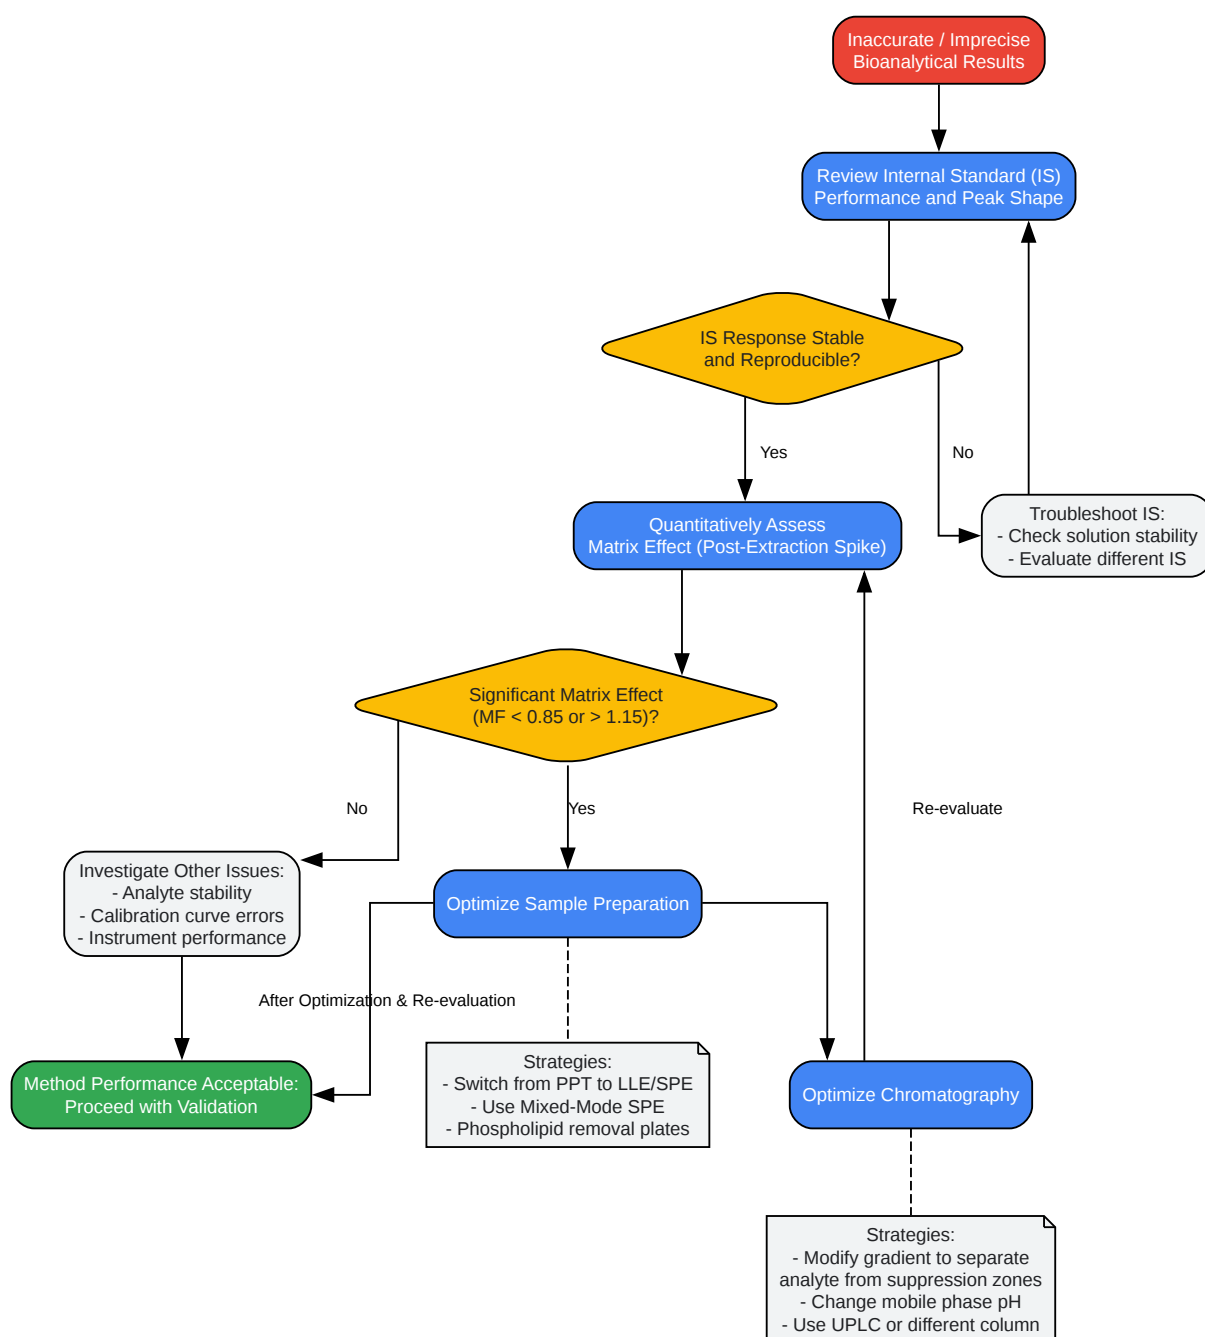 Inaccurate / Imprecise
Bioanalytical Results
Review Internal Standard (IS)
Performance and Peak Shape
IS Response Stable
and Reproducible?
Yes
No
Quantitatively Assess
Matrix Effect (Post-Extraction Spike)
Troubleshoot IS:
- Check solution stability
- Evaluate different IS
Significant Matrix Effect
(MF < 0.85 or > 1.15)?
No
Yes
Re-evaluate
Investigate Other Issues:
- Analyte stability
- Calibration curve errors
- Instrument performance
Optimize Sample Preparation
After Optimization & Re-evaluation
Method Performance Acceptable:
Proceed with Validation
Strategies:
- Switch from PPT to LLE/SPE
- Use Mixed-Mode SPE
- Phospholipid removal plates
Optimize Chromatography
Strategies:
- Modify gradient to separate
analyte from suppression zones
- Change mobile phase pH
- Use UPLC or different column